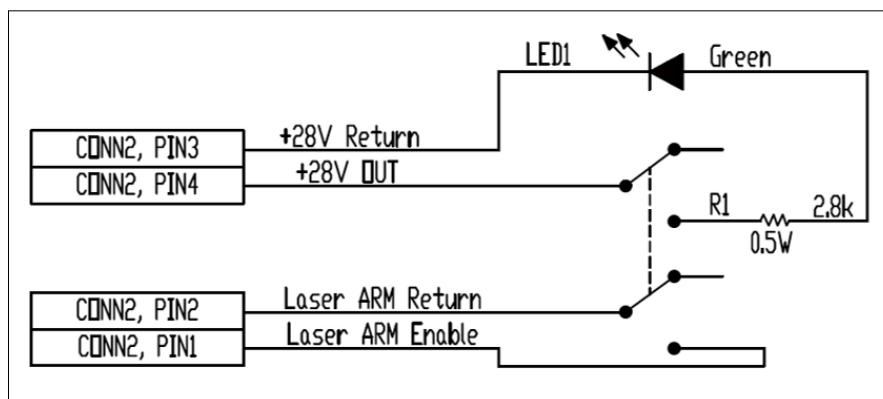 LED1
Green
+28V Return
CONN2, PIN3
+28V OUT
CONN2, PIN4
R1
2.8k
0.5W
Laser ARM Return
CONN2, PIN2
Laser ARM Enable
CONN2, PIN1